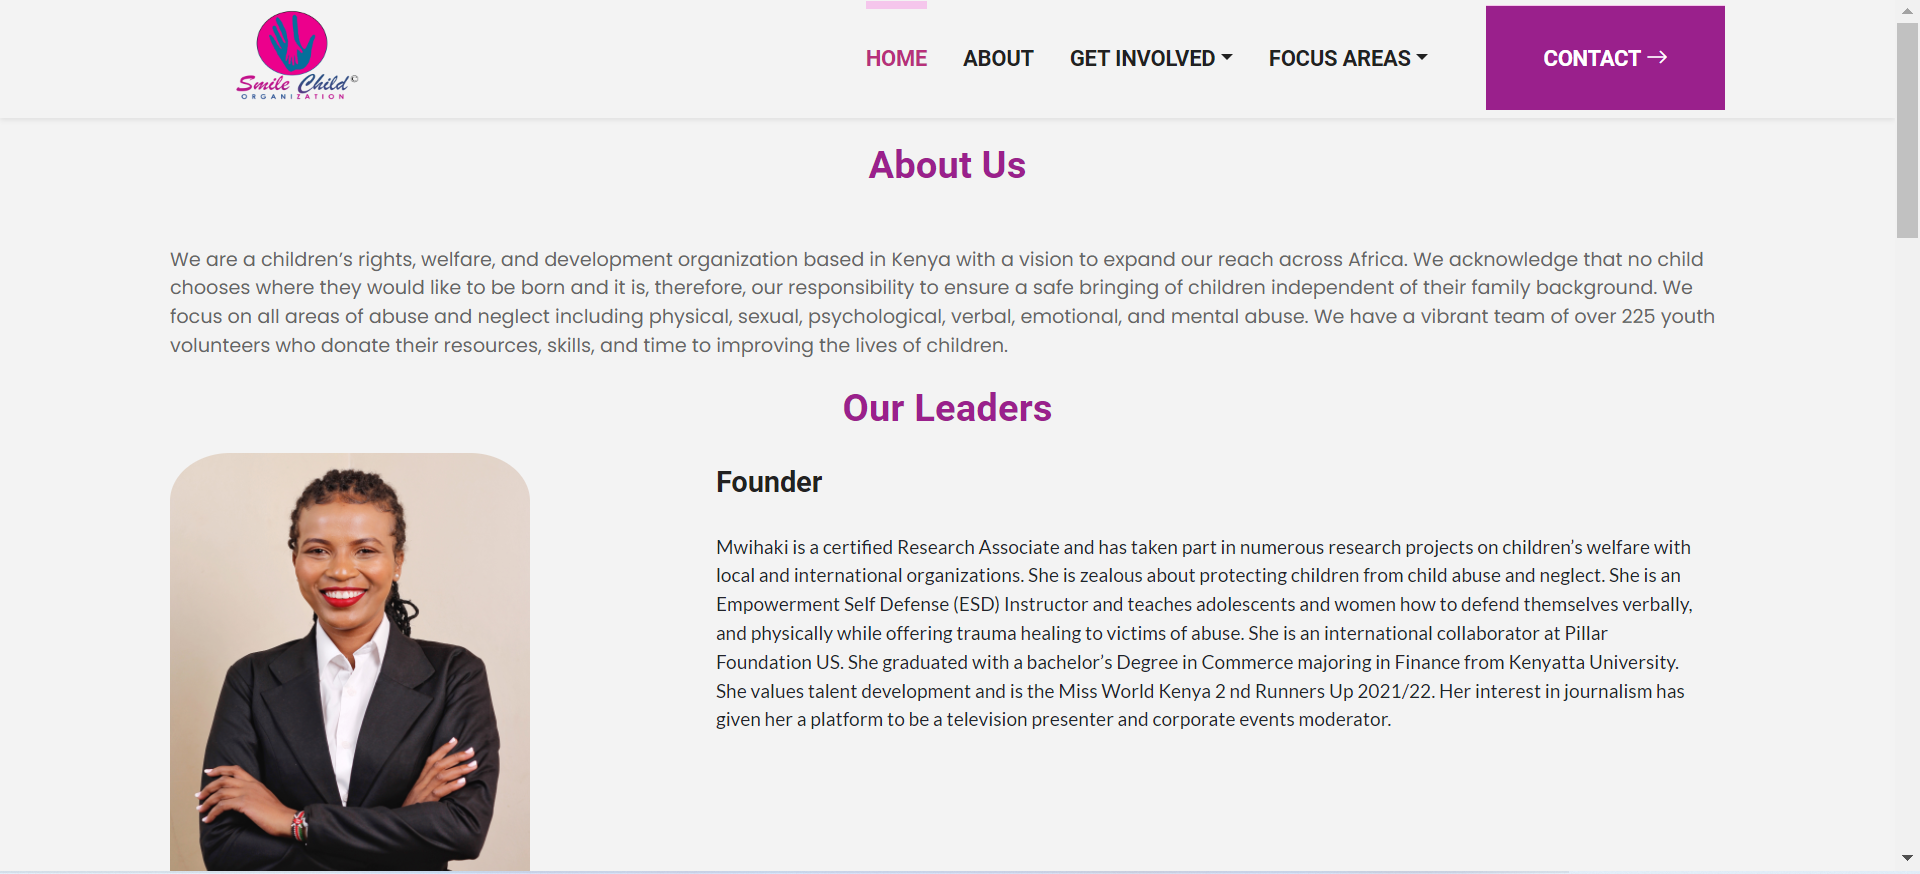 Smile Child©
ORGANIZATION
HOME
ABOUT
GET INVOLVED
FOCUS AREAS
CONTACT
About Us
We are a children’s rights, welfare, and development organization based in Kenya with a vision to expand our reach across Africa. We acknowledge that no child
chooses where they would like to be born and it is, therefore, our responsibility to ensure a safe bringing of children independent of their family background. We
focus on all areas of abuse and neglect including physical, sexual, psychological, verbal, emotional, and mental abuse. We have a vibrant team of over 225 youth
volunteers who donate their resources, skills, and time to improving the lives of children.
Our Leaders
Founder
Mwihaki is a certified Research Associate and has taken part in numerous research projects on children’s welfare with
local and international organizations. She is zealous about protecting children from child abuse and neglect. She is an
Empowerment Self Defense (ESD) Instructor and teaches adolescents and women how to defend themselves verbally,
and physically while offering trauma healing to victims of abuse. She is an international collaborator at Pillar
Foundation US. She graduated with a bachelor’s Degree in Commerce majoring in Finance from Kenyatta University.
She values talent development and is the Miss World Kenya 2 nd Runners Up 2021/22. Her interest in journalism has
given her a platform to be a television presenter and corporate events moderator.